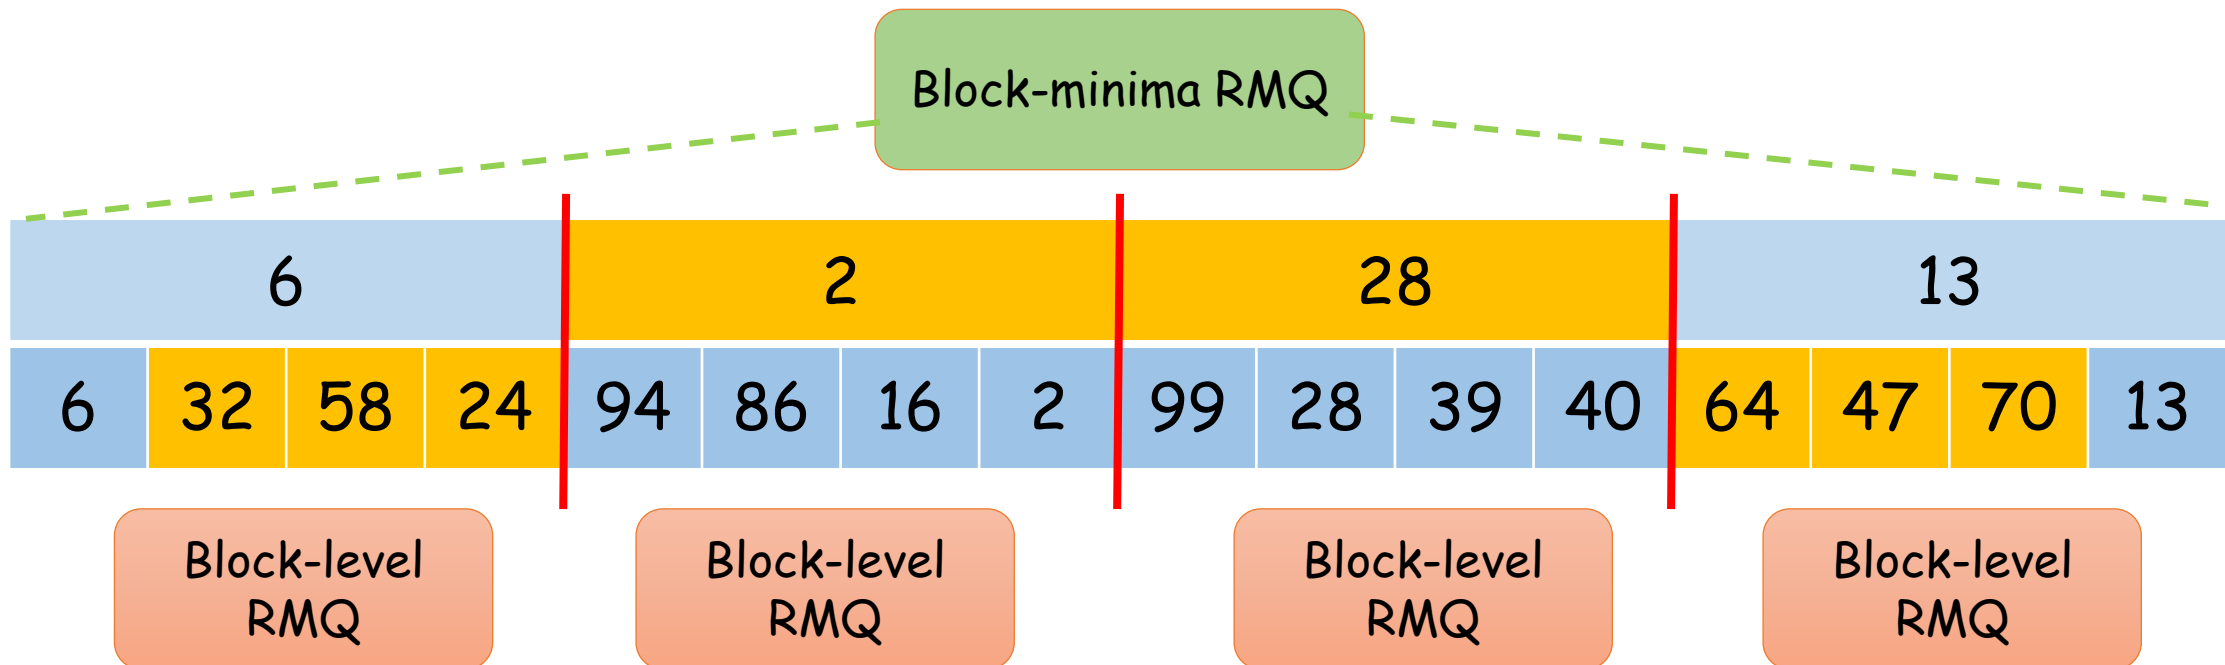 Block-minima RMQ
6 2 28 13
6 32 58 24 94 86 16 2 99 28 39 40 64 47 70 13
Block-level
RMQ
Block-level
RMQ
Block-level
RMQ
Block-level
RMQ